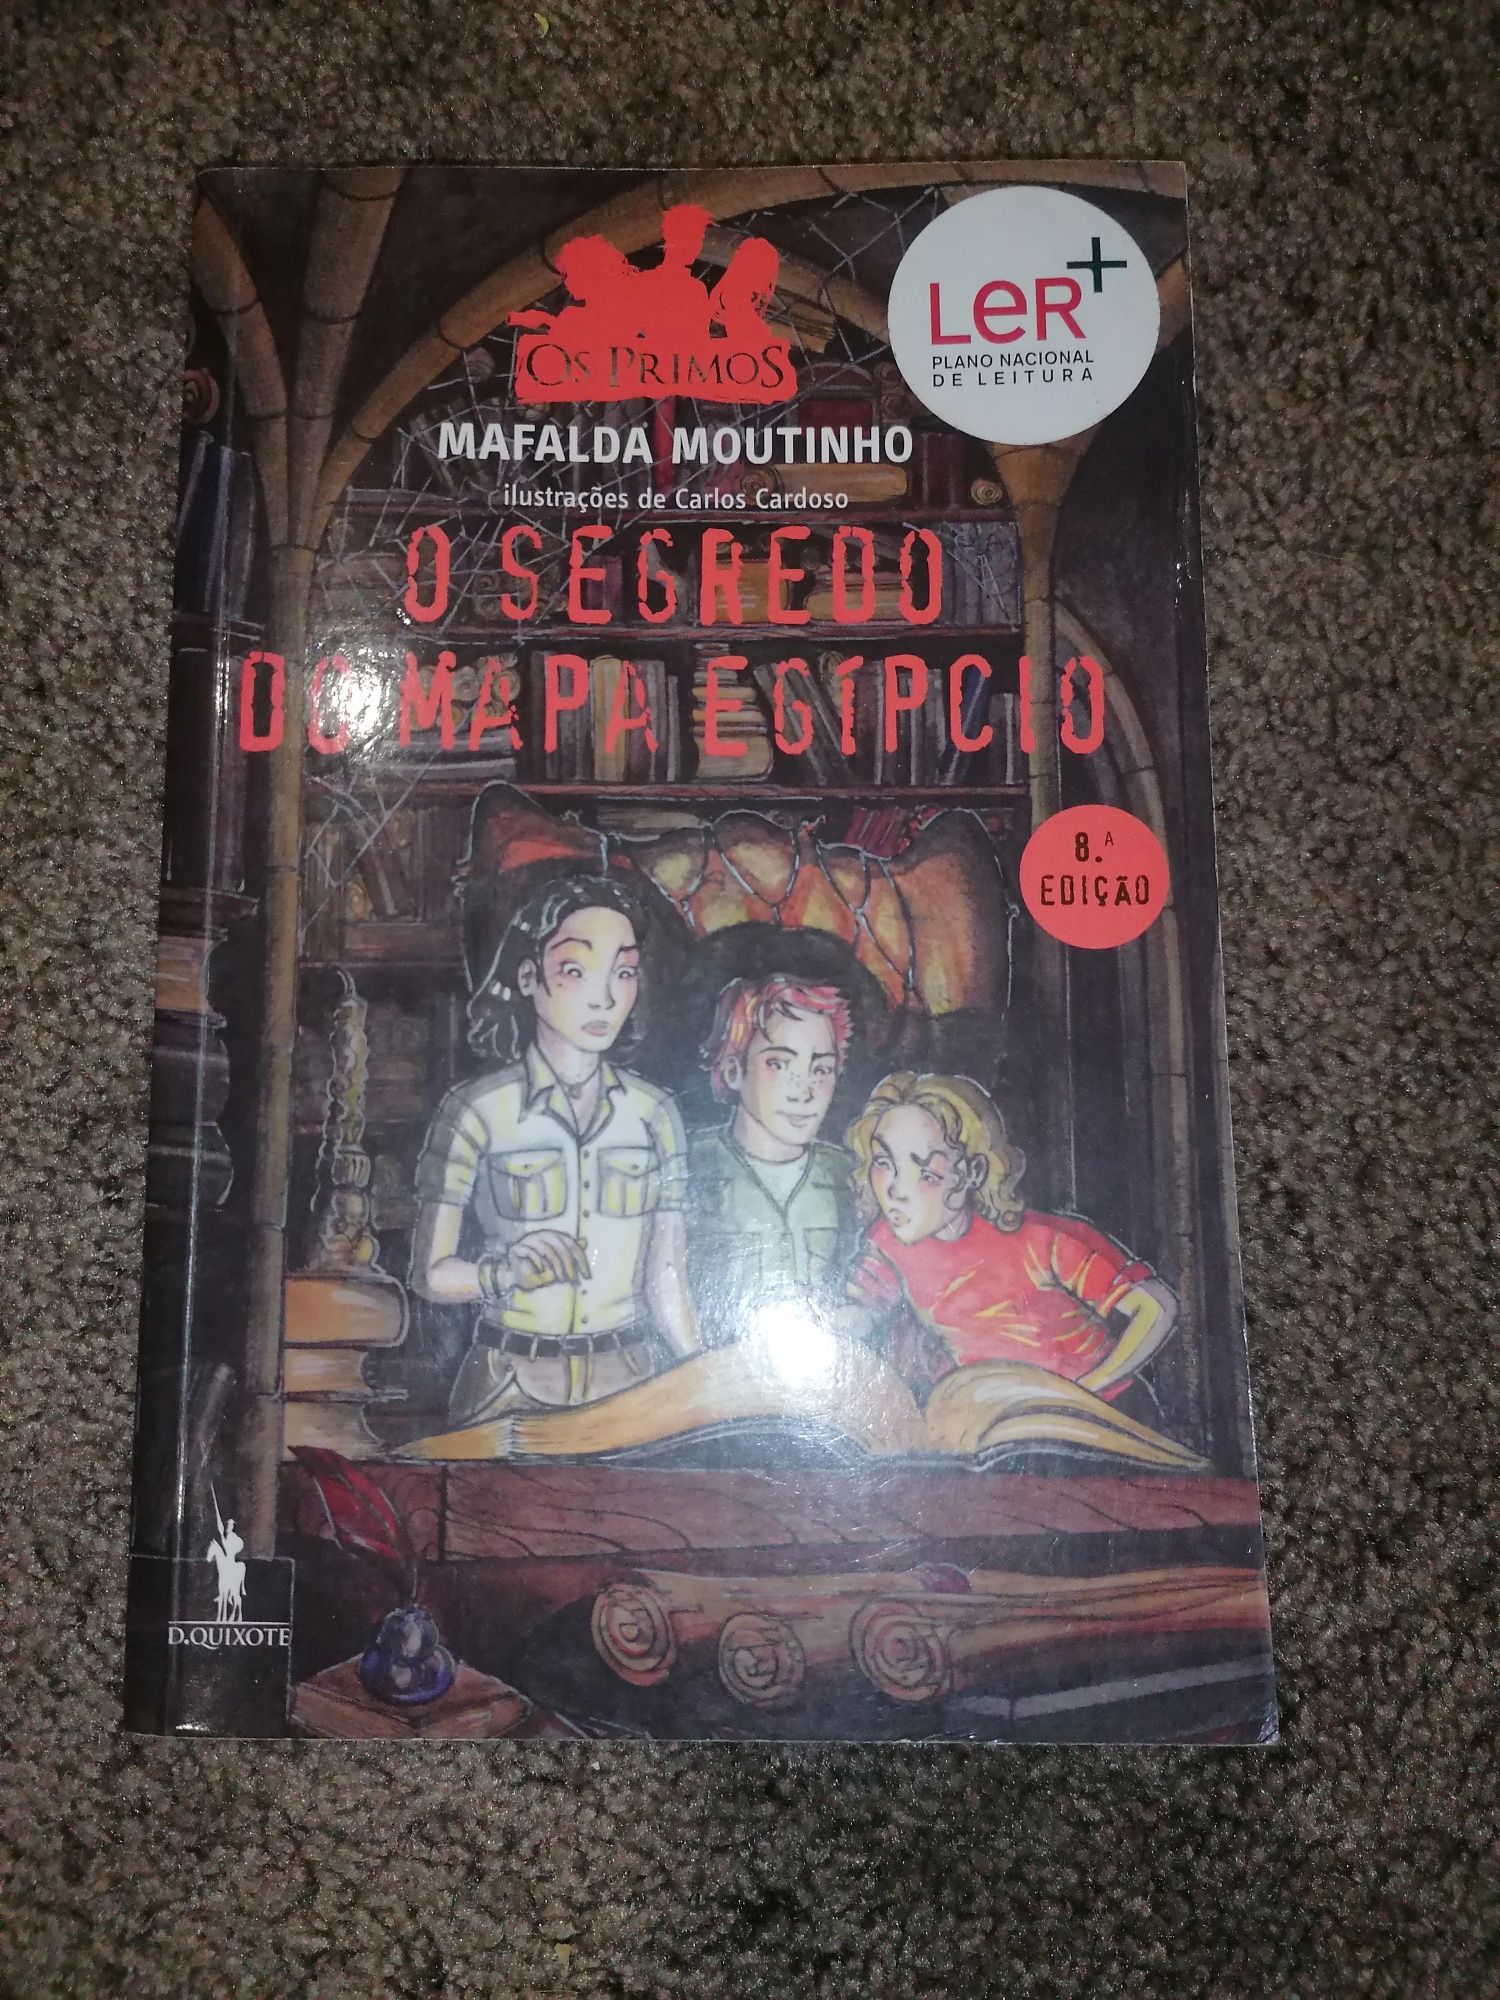 Os Primos
LeR+
PLANO NACIONAL
DE LEITURA
MAFALDA MOUTINHO
ilustrações de Carlos Cardoso
O SEGREDO
DO MAPA EGÍPCIO
8.ª
EDIÇÃO
D.QUIXOTE